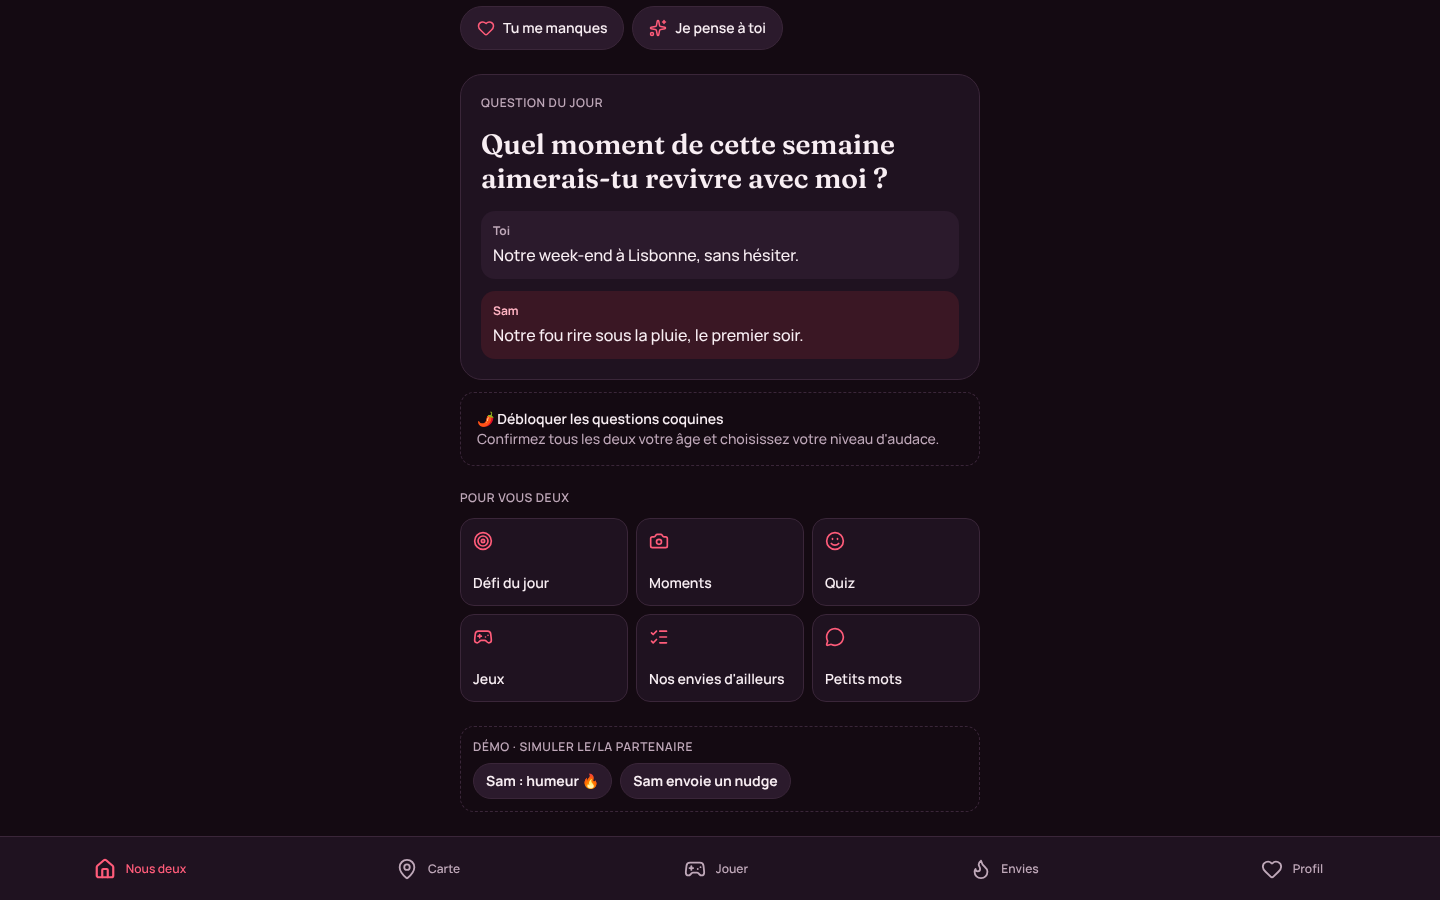 Tu me manques
Je pense à toi
QUESTION DU JOUR
Quel moment de cette semaine
aimerais-tu revivre avec moi ?
Toi
Notre week-end à Lisbonne, sans hésiter.
Sam
Notre fou rire sous la pluie, le premier soir.
🌶️ Débloquer les questions coquines
Confirmez tous les deux votre âge et choisissez votre niveau d'audace.
POUR VOUS DEUX
Défi du jour
Moments
Quiz
Jeux
Nos envies d'ailleurs
Petits mots
DÉMO · SIMULER LE/LA PARTENAIRE
Sam : humeur 🔥
Sam envoie un nudge
Nous deux
Carte
Jouer
Envies
Profil